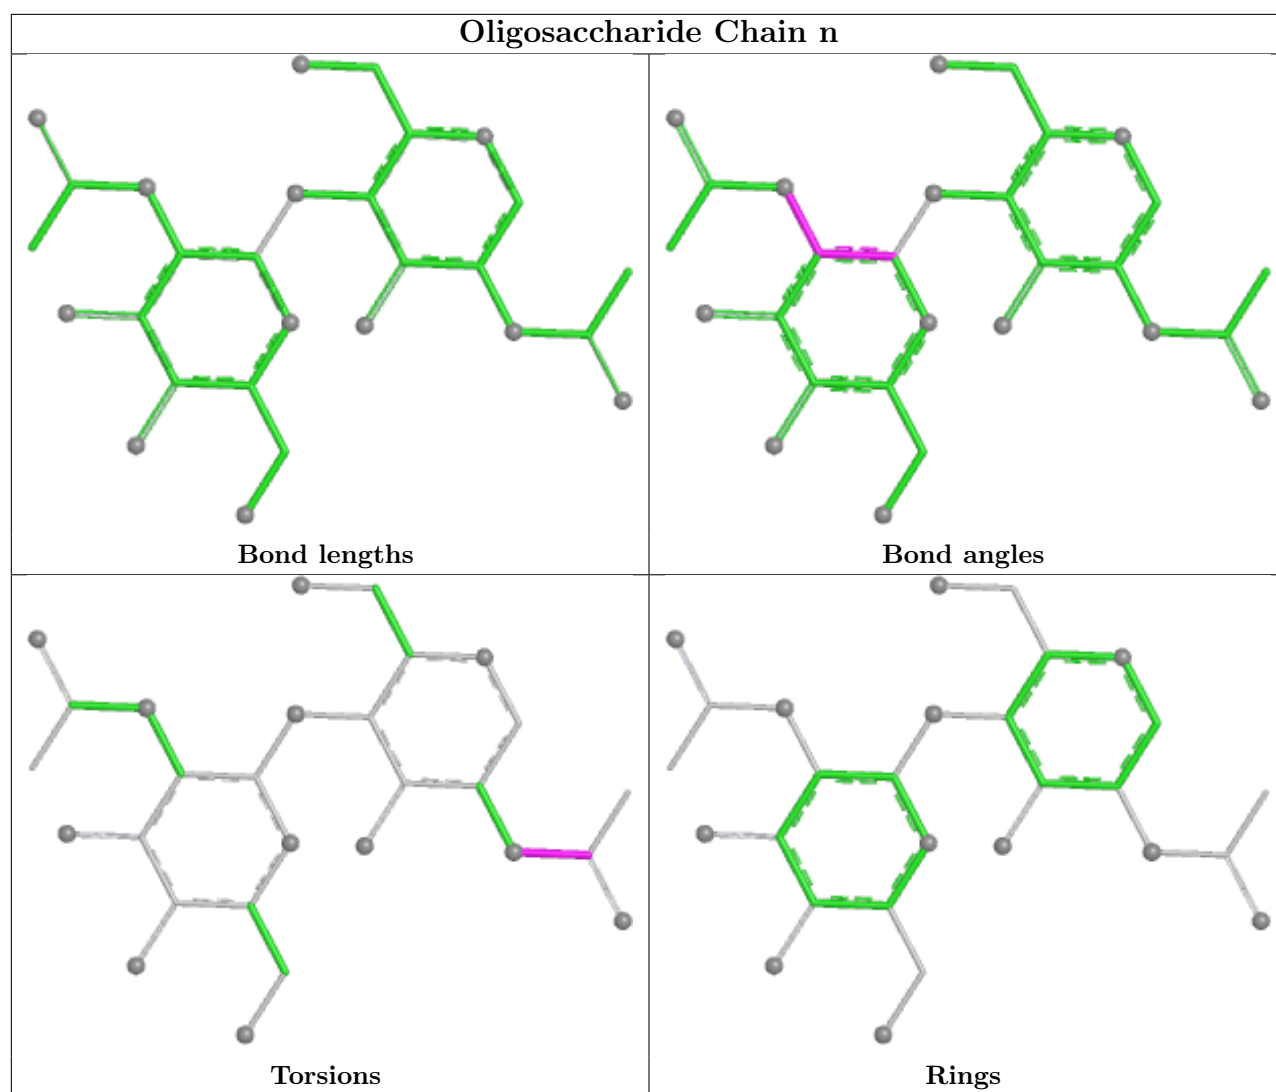 Oligosaccharide Chain n
Bond lengths
Bond angles
Torsions
Rings